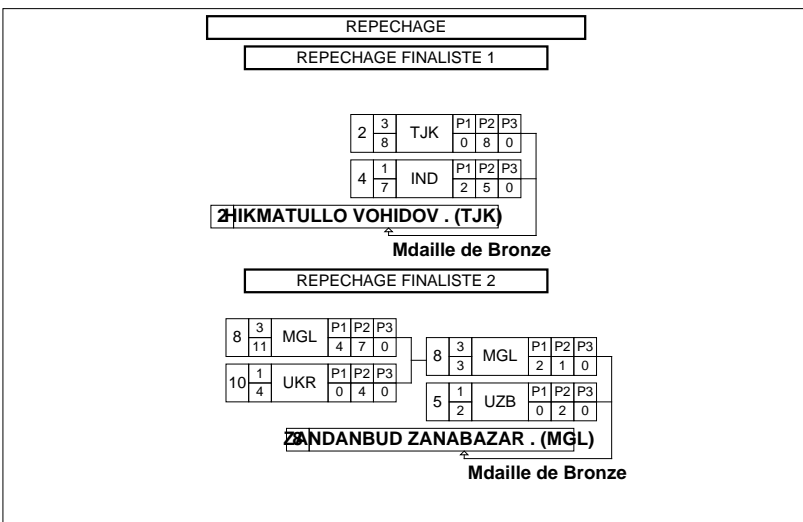 REPECHAGE
REPECHAGE FINALISTE 1
2 3 8 TJK P1 P2 P3 0 8 0
4 1 7 IND P1 P2 P3 2 5 0
2 HIKMATULLO VOHIDOV . (TJK)
Mdaille de Bronze
REPECHAGE FINALISTE 2
8 3 11 MGL P1 P2 P3 4 7 0
10 1 4 UKR P1 P2 P3 0 4 0
8 3 3 MGL P1 P2 P3 2 1 0
5 1 2 UZB P1 P2 P3 0 2 0
8 ZANDANBUD ZANABAZAR . (MGL)
Mdaille de Bronze